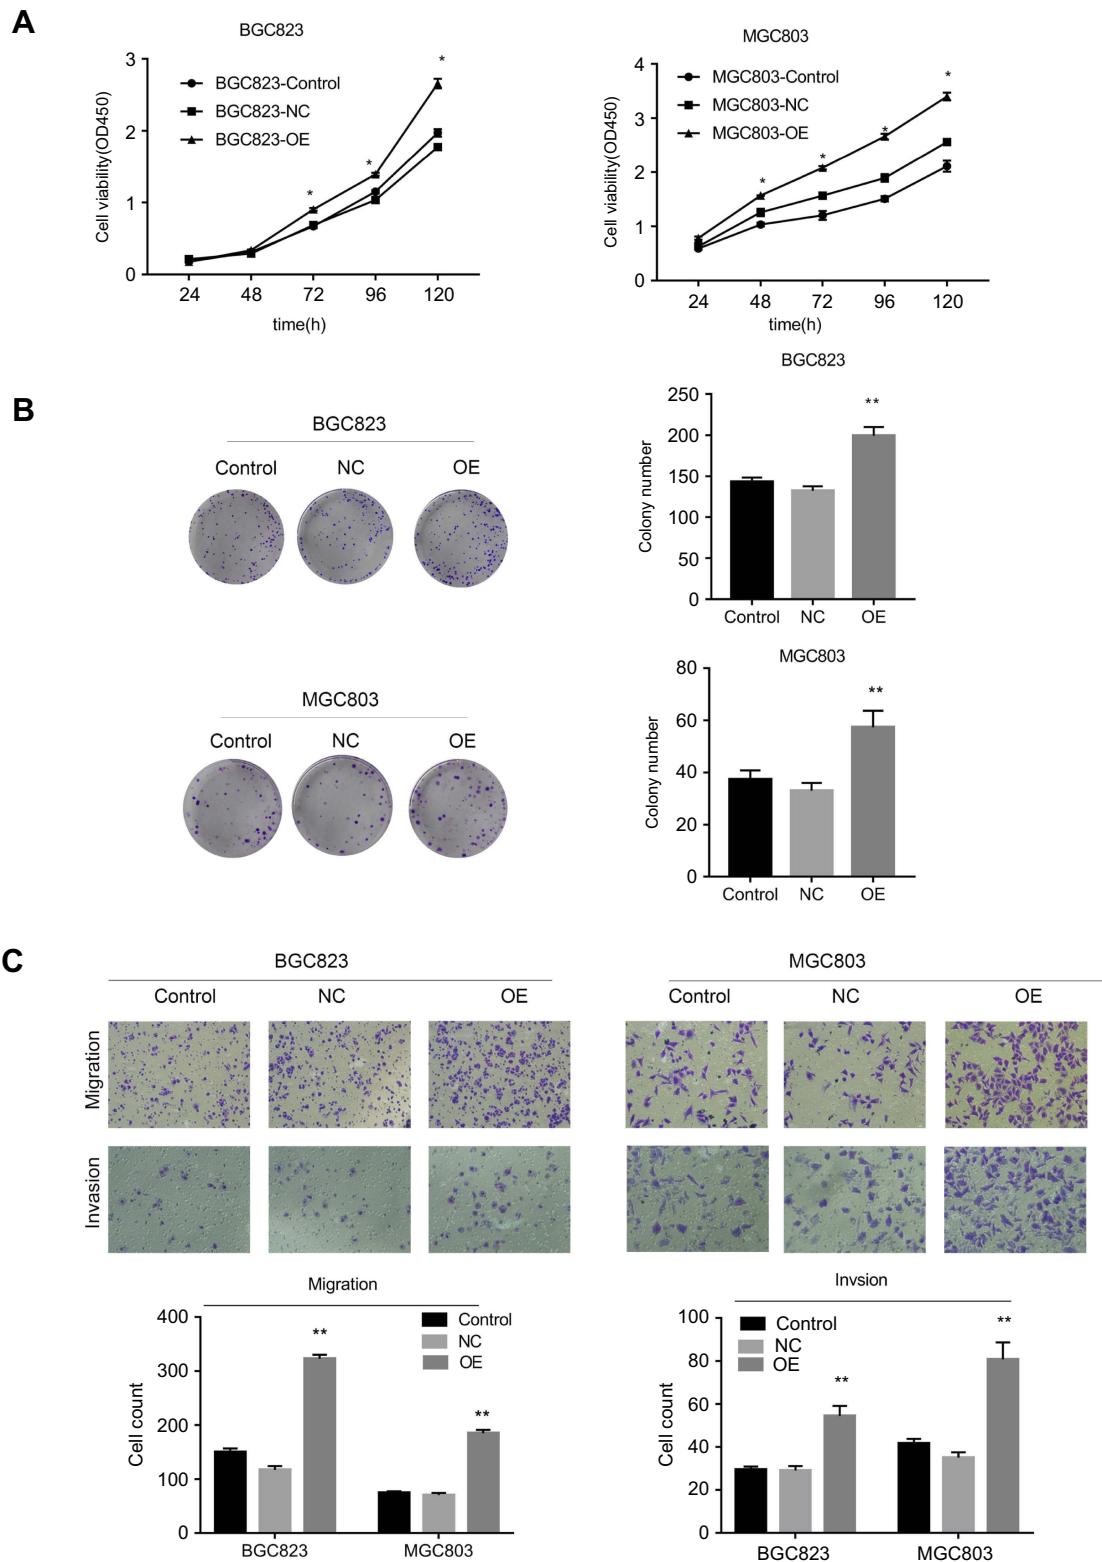 A
BGC823
Cell viability(OD450)
3
2
1
0
BGC823-Control
BGC823-NC
BGC823-OE
*
*
*
24 48 72 96 120
time(h)
MGC803
Cell viability(OD450)
4
3
2
1
0
MGC803-Control
MGC803-NC
MGC803-OE
*
*
*
*
24 48 72 96 120
time(h)
B
BGC823
Control NC OE
BGC823
Colony number
250
200
150
100
50
0
**
Control NC OE
MGC803
Control NC OE
MGC803
Colony number
80
60
40
20
0
**
Control NC OE
C
BGC823
Control NC OE
MGC803
Control NC OE
Migration
Invasion
Migration
Cell count
400
300
200
100
0
Control
NC
OE
**
**
BGC823 MGC803
Invsion
Cell count
100
80
60
40
20
0
Control
NC
OE
**
**
BGC823 MGC803